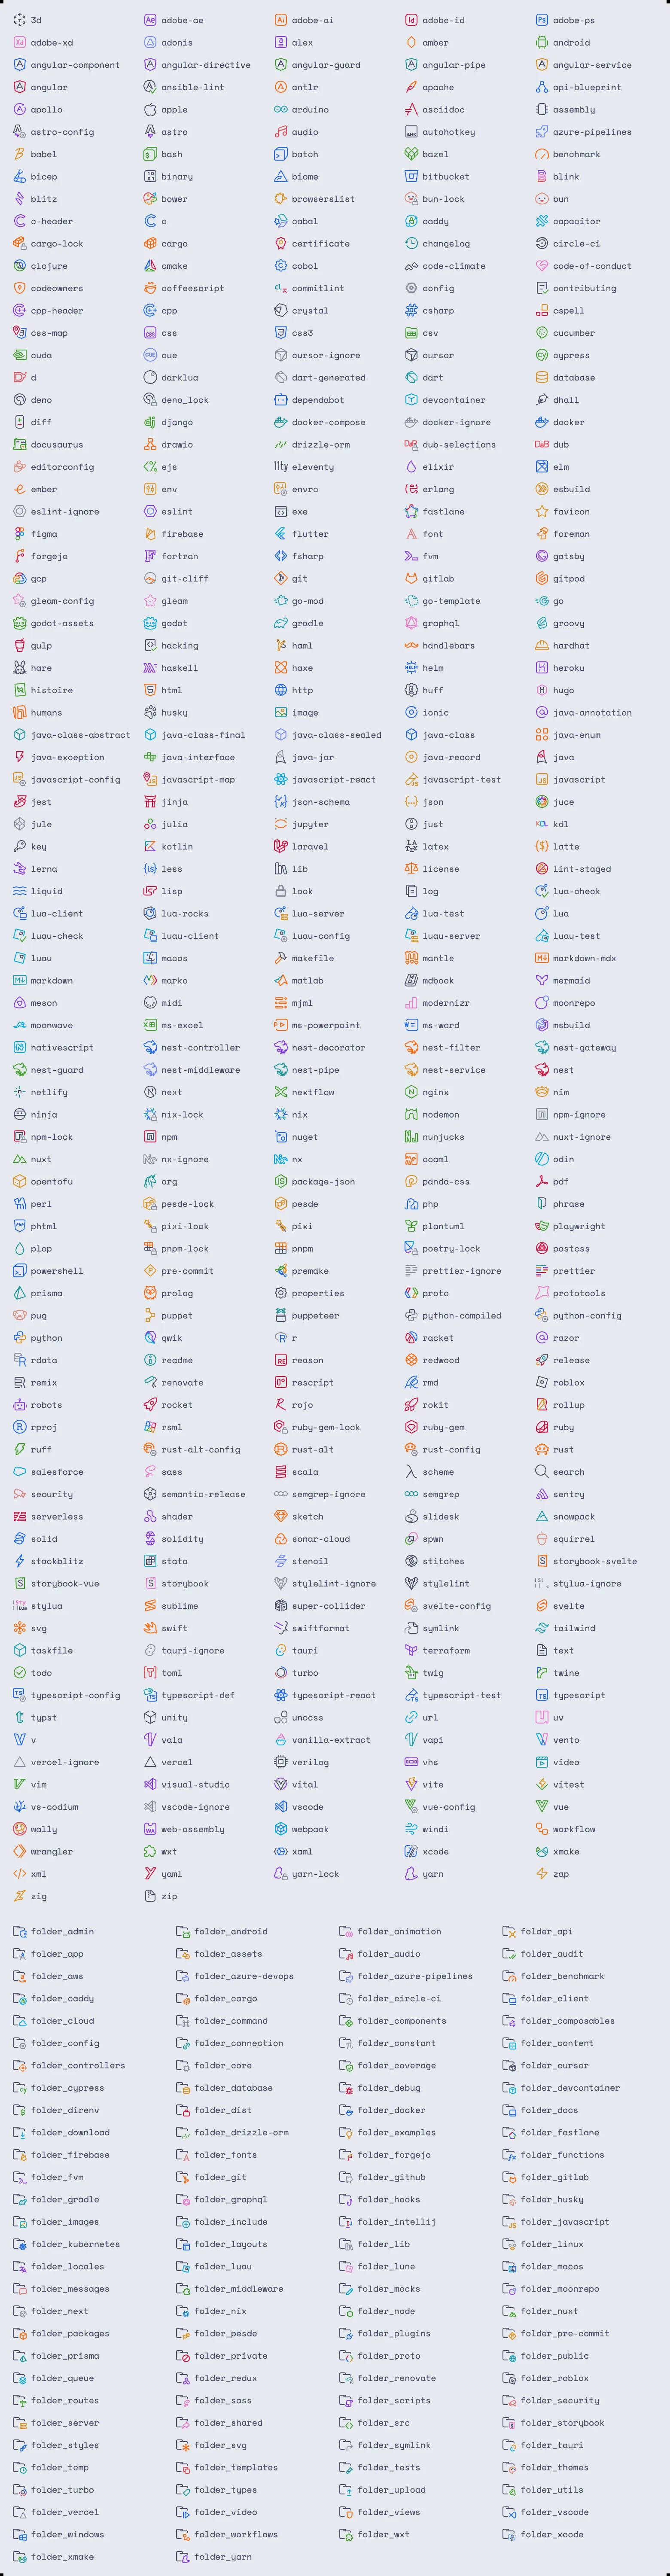 3d adobe-ae adobe-ai adobe-id adobe-ps
adobe-xd adonis alex amber android
angular-component angular-directive angular-guard angular-pipe angular-service
angular ansible-lint antlr apache api-blueprint
apollo apple arduino asciidoc assembly
astro-config astro audio autohotkey azure-pipelines
babel bash batch bazel benchmark
bicep binary biome bitbucket blink
blitz bower browserslist bun-lock bun
c-header c cabal caddy capacitor
cargo-lock cargo certificate changelog circle-ci
clojure cmake cobol code-climate code-of-conduct
codeowners coffeescript commitlint config contributing
cpp-header cpp crystal csharp cspell
css-map css css3 csv cucumber
cuda cue cursor-ignore cursor cypress
d darklua dart-generated dart database
deno deno_lock dependabot devcontainer dhall
diff django docker-compose docker-ignore docker
docusaurus drawio drizzle-orm dub-selections dub
editorconfig ejs eleventy elixir elm
ember env envrc erlang esbuild
eslint-ignore eslint exe fastlane favicon
figma firebase flutter font foreman
forgejo fortran fsharp fvm gatsby
gcp git-cliff git gitlab gitpod
gleam-config gleam go-mod go-template go
godot-assets godot gradle graphql groovy
gulp hacking haml handlebars hardhat
hare haskell haxe helm heroku
histoire html http huff hugo
humans husky image ionic java-annotation
java-class-abstract java-class-final java-class-sealed java-class java-enum
java-exception java-interface java-jar java-record java
javascript-config javascript-map javascript-react javascript-test javascript
jest jinja json-schema json juce
jule julia jupyter just kdl
key kotlin laravel latex latte
lerna less lib license lint-staged
liquid lisp lock log lua-check
lua-client lua-rocks lua-server lua-test lua
luau-check luau-client luau-config luau-server luau-test
luau macos makefile mantle markdown-mdx
markdown marko matlab mdbook mermaid
meson midi mjml modernizr moonrepo
moonwave ms-excel ms-powerpoint ms-word msbuild
nativescript nest-controller nest-decorator nest-filter nest-gateway
nest-guard nest-middleware nest-pipe nest-service nest
netlify next nextflow nginx nim
ninja nix-lock nix nodemon npm-ignore
npm-lock npm nuget nunjucks nuxt-ignore
nuxt nx-ignore nx ocaml odin
opentofu org package-json panda-css pdf
perl pesde-lock pesde php phrase
phtml pixi-lock pixi plantuml playwright
plop pnpm-lock pnpm poetry-lock postcss
powershell pre-commit premake prettier-ignore prettier
prisma prolog properties proto prototools
pug puppet puppeteer python-compiled python-config
python qwik r racket razor
rdata readme reason redwood release
remix renovate rescript rmd roblox
robots rocket rojo rokit rollup
rproj rsml ruby-gem-lock ruby-gem ruby
ruff rust-alt-config rust-alt rust-config rust
salesforce sass scala scheme search
security semantic-release semgrep-ignore semgrep sentry
serverless shader sketch slidesk snowpack
solid solidity sonar-cloud spwn squirrel
stackblitz stata stencil stitches storybook-svelte
storybook-vue storybook stylelint-ignore stylelint stylua-ignore
stylua sublime super-collider svelte-config svelte
svg swift swiftformat symlink tailwind
taskfile tauri-ignore tauri terraform text
todo toml turbo twig twine
typescript-config typescript-def typescript-react typescript-test typescript
typst unity unocss url uv
v vala vanilla-extract vapi vento
vercel-ignore vercel verilog vhs video
vim visual-studio vital vite vitest
vs-codium vscode-ignore vscode vue-config vue
wally web-assembly webpack windi workflow
wrangler wxt xaml xcode xmake
xml yaml yarn-lock yarn zap
zig zip
folder_admin folder_android folder_animation folder_api
folder_app folder_assets folder_audio folder_audit
folder_aws folder_azure-devops folder_azure-pipelines folder_benchmark
folder_caddy folder_cargo folder_circle-ci folder_client
folder_cloud folder_command folder_components folder_composables
folder_config folder_connection folder_constant folder_content
folder_controllers folder_core folder_coverage folder_cursor
folder_cypress folder_database folder_debug folder_devcontainer
folder_direnv folder_dist folder_docker folder_docs
folder_download folder_drizzle-orm folder_examples folder_fastlane
folder_firebase folder_fonts folder_forgejo folder_functions
folder_fvm folder_git folder_github folder_gitlab
folder_gradle folder_graphql folder_hooks folder_husky
folder_images folder_include folder_intellij folder_javascript
folder_kubernetes folder_layouts folder_lib folder_linux
folder_locales folder_luau folder_lune folder_macos
folder_messages folder_middleware folder_mocks folder_moonrepo
folder_next folder_nix folder_node folder_nuxt
folder_packages folder_pesde folder_plugins folder_pre-commit
folder_prisma folder_private folder_proto folder_public
folder_queue folder_redux folder_renovate folder_roblox
folder_routes folder_sass folder_scripts folder_security
folder_server folder_shared folder_src folder_storybook
folder_styles folder_svg folder_symlink folder_tauri
folder_temp folder_templates folder_tests folder_themes
folder_turbo folder_types folder_upload folder_utils
folder_vercel folder_video folder_views folder_vscode
folder_windows folder_workflows folder_wxt folder_xcode
folder_xmake folder_yarn